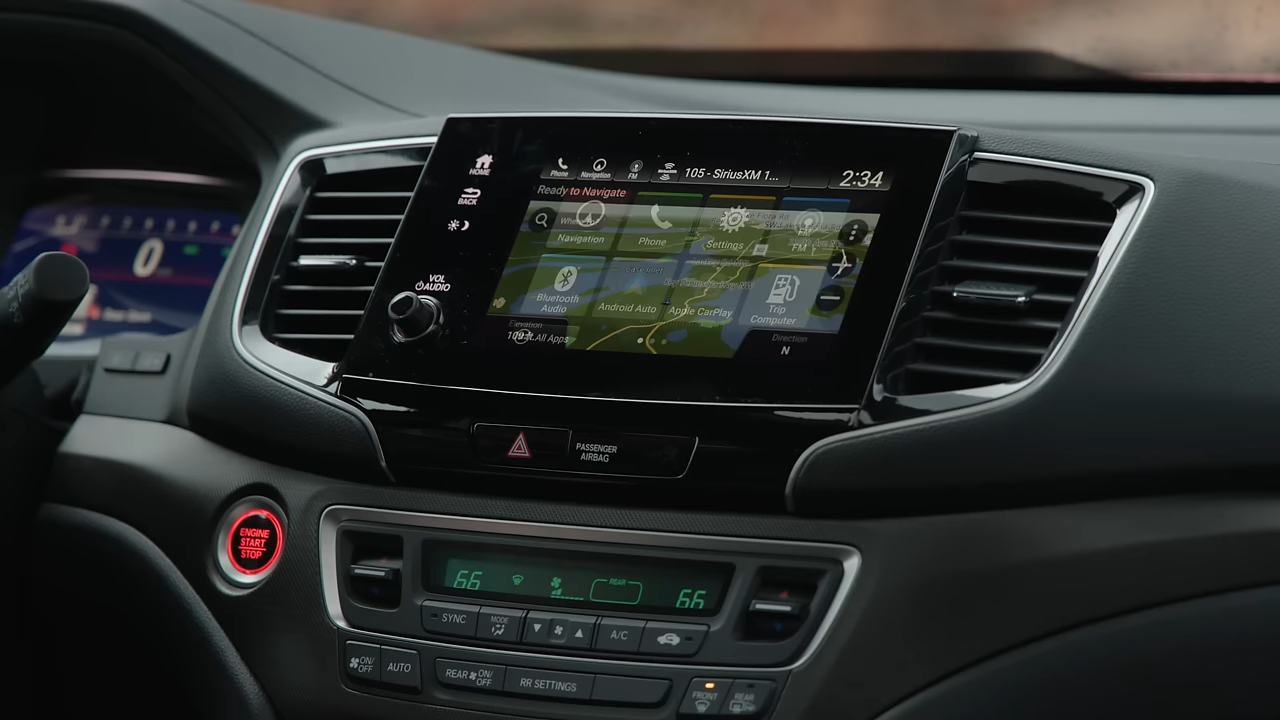 HOME
BACK
VOL
AUDIO
Phone
Navigation
FM
105 - SiriusXM 1...
2:34
Ready to Navigate
Navigation
Phone
Settings
FM
Bluetooth
Audio
Android Auto
Apple CarPlay
Trip
Computer
Elevation
All Apps
Direction
N
0
PASSENGER
AIRBAG
ENGINE
START
STOP
66
REAR
66
SYNC
MODE
A/C
ON/
OFF
AUTO
REAR ON/
OFF
RR SETTINGS
FRONT
REAR